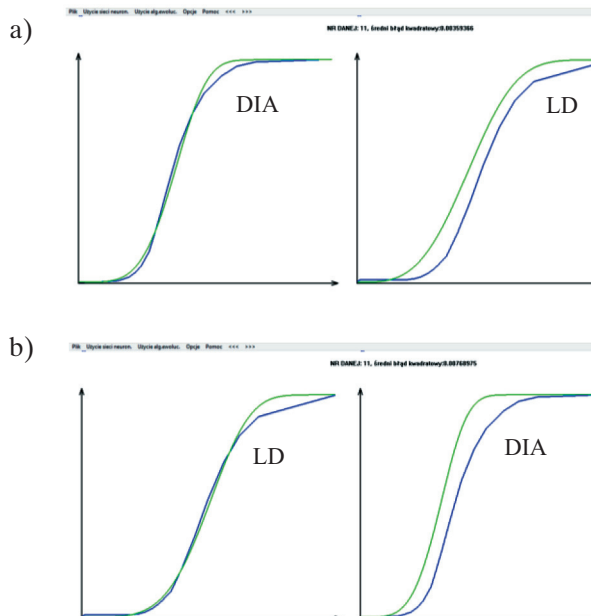 Plik Użycie sieci neuron. Użycie alg.ewoluc. Opcje Pomoc <<< >>>
a) NR DANEJ: 11, średni błąd kwadratowy:0.00359366
DIA LD
Plik Użycie sieci neuron. Użycie alg.ewoluc. Opcje Pomoc <<< >>>
b) NR DANEJ: 11, średni błąd kwadratowy:0.00768975
LD DIA